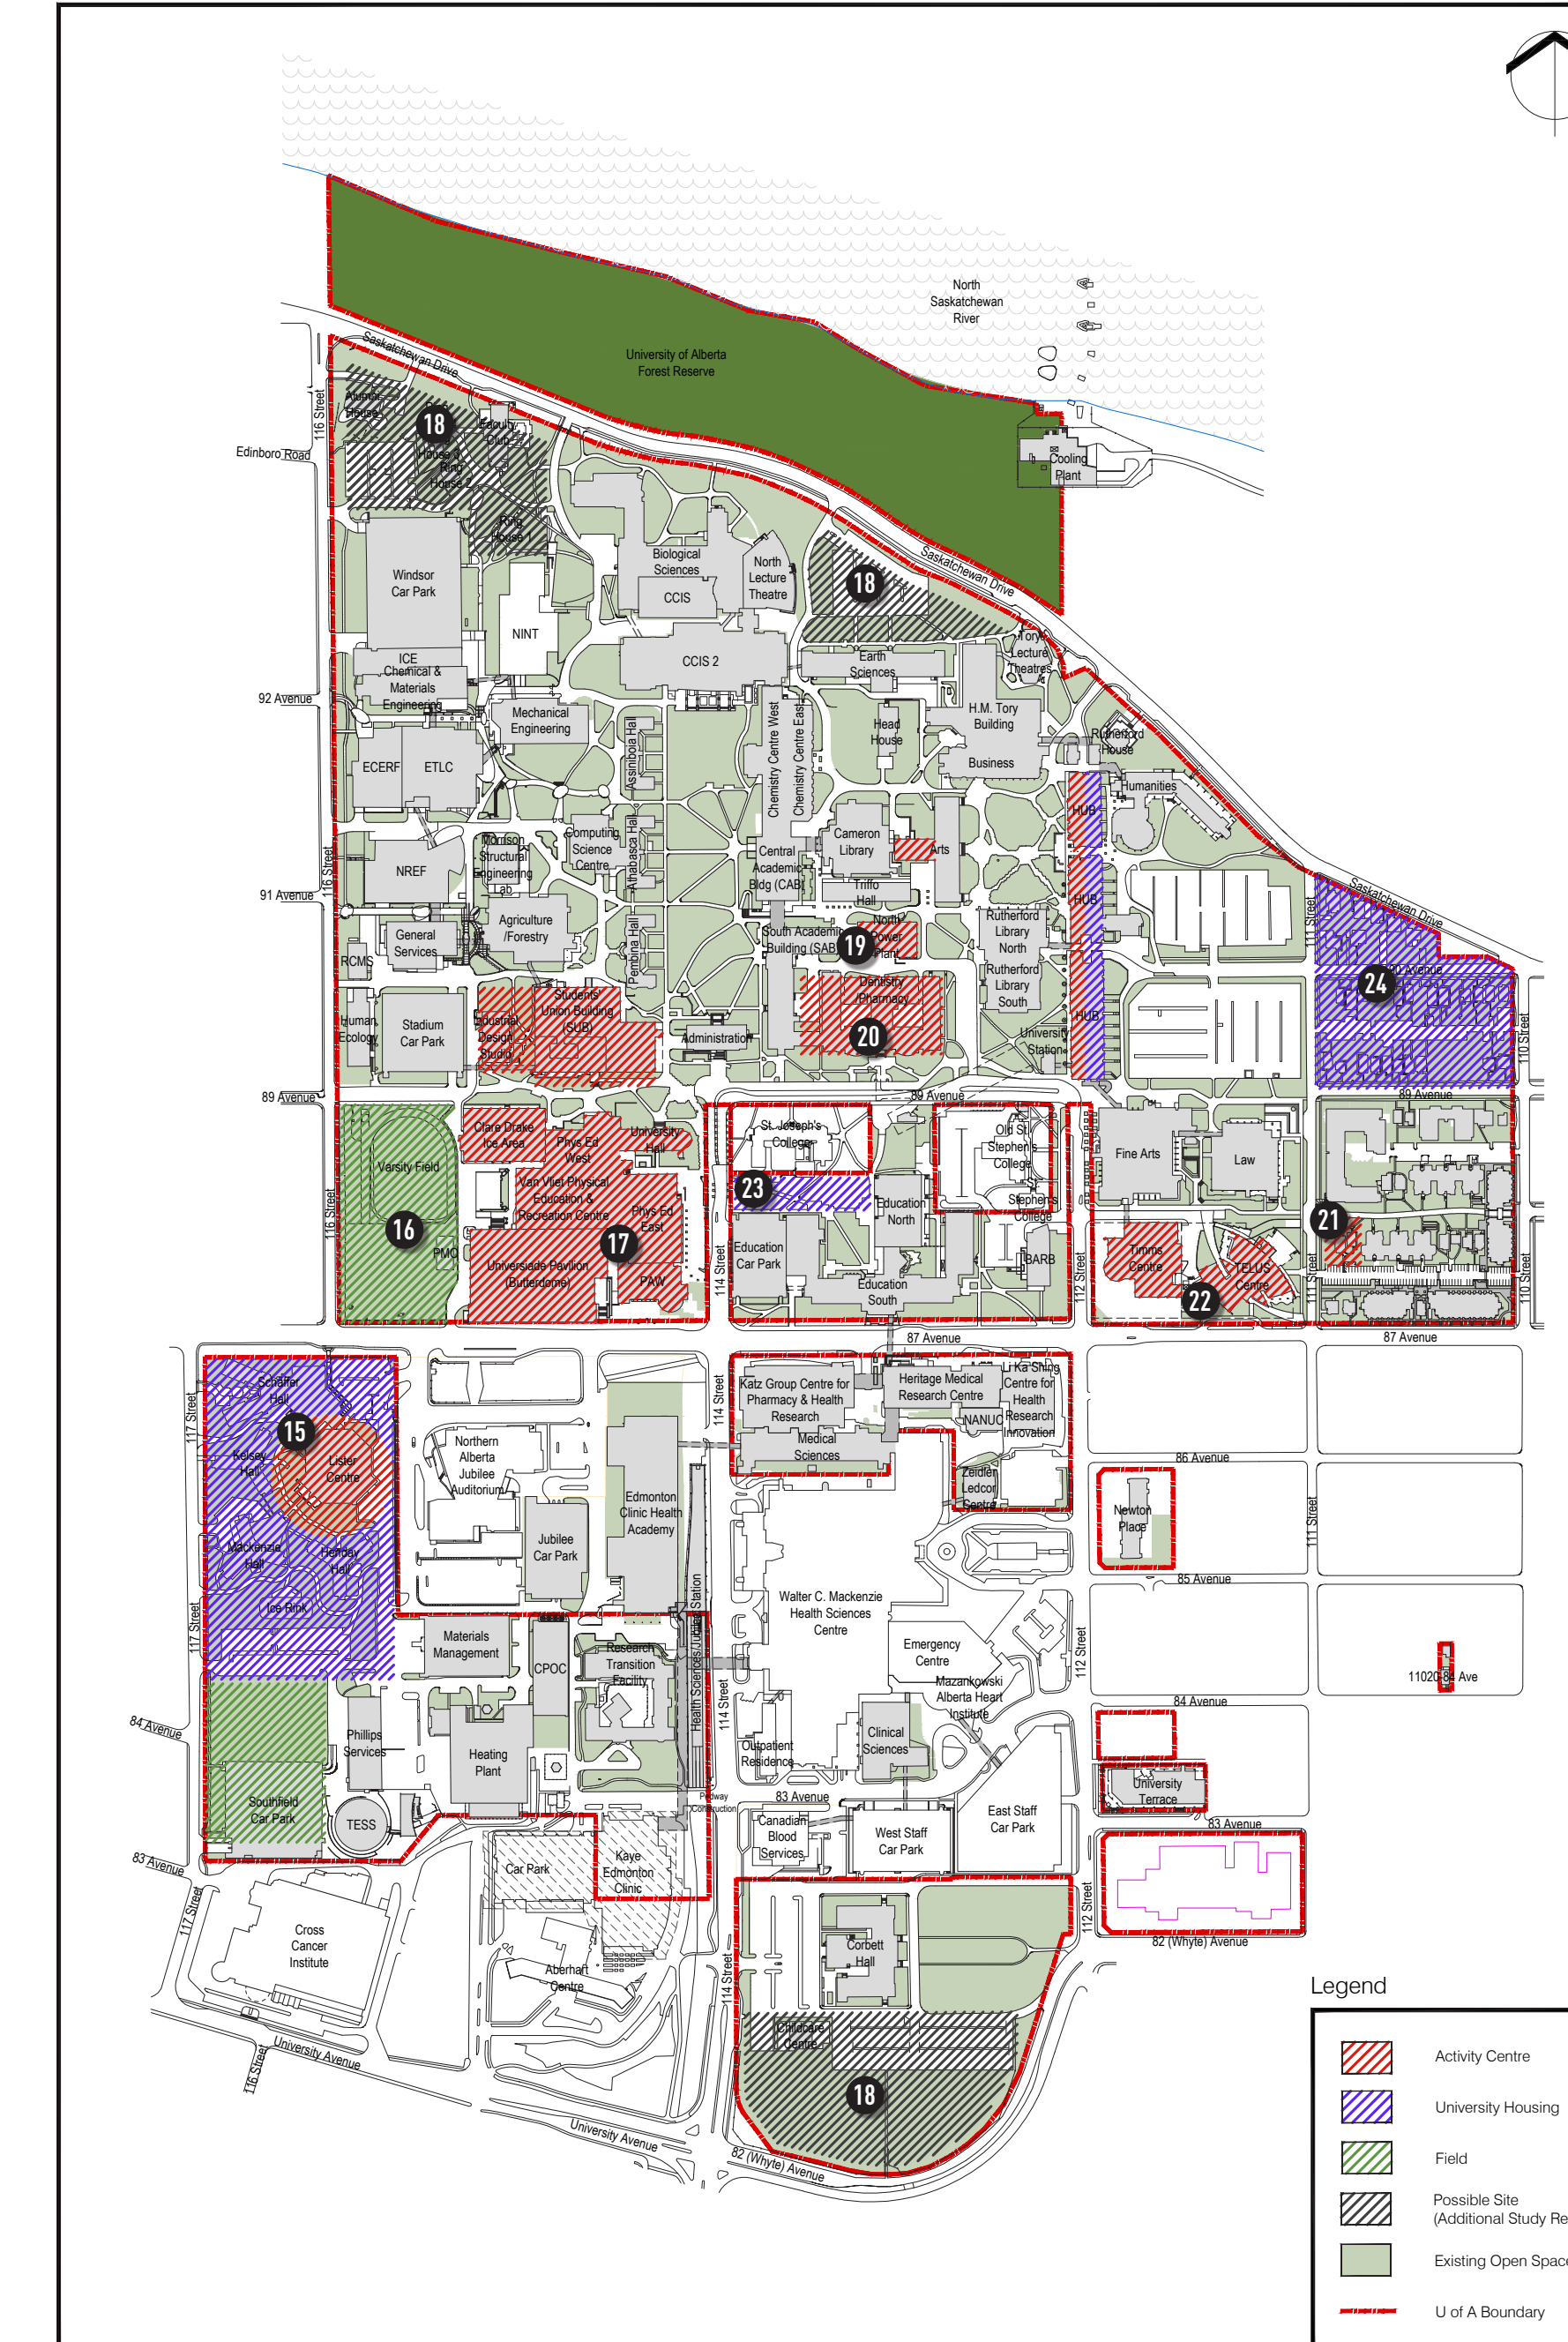 North
Saskatchewan
River
University of Alberta
Forest Reserve
Saskatchewan Drive
116 Street
Alumni
House
18
Faculty
Club
Edinboro Road
House 3
Ring
House 2
Cooling
Plant
Ring
House 1
Windsor
Car Park
Biological
Sciences
CCIS
North
Lecture
Theatre
18
Saskatchewan Drive
NINT
CCIS 2
Earth
Sciences
Tory
Lecture
Theatres
ICE
Chemical &
Materials
Engineering
92 Avenue
Mechanical
Engineering
Assiniboia Hall
Chemistry Centre West
Chemistry Centre East
Head
House
H.M. Tory
Building
Business
Rutherford
House
ECERF
ETLC
Humanities
HUB
Computing
Science
Centre
Athabasca Hall
Cameron
Library
Arts
Morrison
Structural
Engineering
Lab
NREF
116 Street
Central
Academic
Bldg (CAB)
Triffo
Hall
91 Avenue
HUB
111 Street
Saskatchewan Drive
General
Services
Agriculture
/Forestry
Pembina Hall
South Academic
Building (SAB)
19
North
Power
Plant
Rutherford
Library
North
RCMS
Rutherford
Library
South
90 Avenue
24
Dentistry
/Pharmacy
20
Human
Ecology
Stadium
Car Park
Industrial
Design
Studio
Students'
Union Building
(SUB)
Administration
University
Station
HUB
110 Street
89 Avenue
89 Avenue
89 Avenue
Clare Drake
Ice Area
Phys Ed
West
University
Hall
St. Joseph's
College
Old St.
Stephen's
College
Fine Arts
Law
Varsity Field
Van Vliet Physical
Education &
Recreation Centre
23
St.
Stephen's
College
116 Street
16
PMC
17
Phys Ed
East
Education
North
21
Universiade Pavilion
(Butterdome)
PAW
114 Street
Education
Car Park
Education
South
BARB
112 Street
Timms
Centre
TELUS
Centre
22
111 Street
110 Street
87 Avenue
87 Avenue
117 Street
Schaffer
Hall
15
Kelsey
Hall
Lister
Centre
Northern
Alberta
Jubilee
Auditorium
114 Street
Katz Group Centre for
Pharmacy & Health
Research
Heritage Medical
Research Centre
Li Ka Shing
Centre for
Health
Research
Innovation
NANUC
Medical
Sciences
86 Avenue
Zeidler
Ledcor
Centre
Edmonton
Clinic Health
Academy
Newton
Place
111 Street
Mackenzie
Hall
Henday
Hall
Jubilee
Car Park
85 Avenue
Ice Rink
117 Street
Health Sciences/Jubilee Station
Walter C. Mackenzie
Health Sciences
Centre
Materials
Management
CPOC
Research
Transition
Facility
Emergency
Centre
112 Street
11020-84 Ave
Mazankowski
Alberta Heart
Institute
114 Street
84 Avenue
84 Avenue
Phillips
Services
Heating
Plant
Outpatient
Residence
Clinical
Sciences
University
Terrace
Pedway
Construction
83 Avenue
Southfield
Car Park
TESS
Canadian
Blood
Services
West Staff
Car Park
East Staff
Car Park
83 Avenue
83 Avenue
Car Park
Kaye
Edmonton
Clinic
117 Street
Cross
Cancer
Institute
Aberhart
Centre
114 Street
Corbett
Hall
112 Street
82 (Whyte) Avenue
University Avenue
116 Street
Childcare
Centre
18
University Avenue
82 (Whyte) Avenue
Legend
Activity Centre
University Housing
Field
Possible Site
(Additional Study Re
Existing Open Space
U of A Boundary